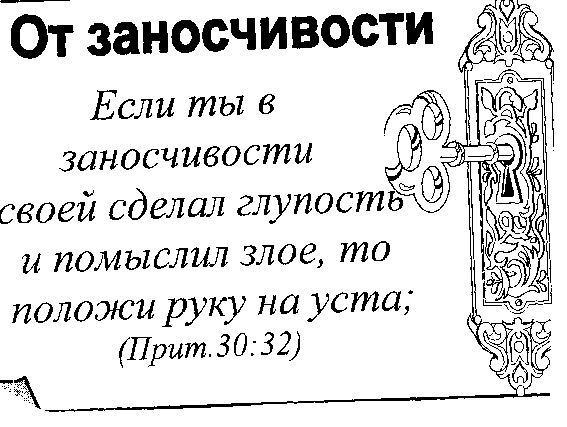 От заносчивости
Если ты в
заносчивости
своей сделал глупость
и помыслил злое, то
положи руку на уста;
(Прит.30:32)